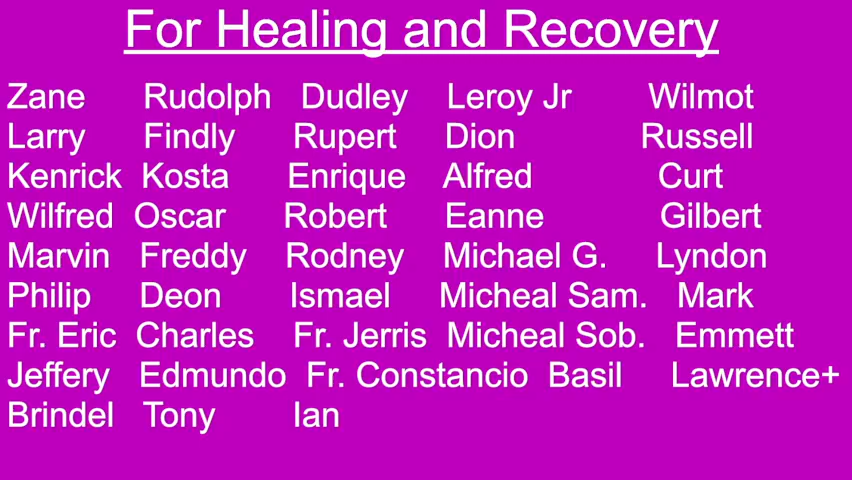 For Healing and Recovery
Zane Rudolph Dudley Leroy Jr Wilmot
Larry Findly Rupert Dion Russell
Kenrick Kosta Enrique Alfred Curt
Wilfred Oscar Robert Eanne Gilbert
Marvin Freddy Rodney Michael G. Lyndon
Philip Deon Ismael Micheal Sam. Mark
Fr. Eric Charles Fr. Jerris Micheal Sob. Emmett
Jeffery Edmundo Fr. Constancio Basil Lawrence+
Brindel Tony Ian